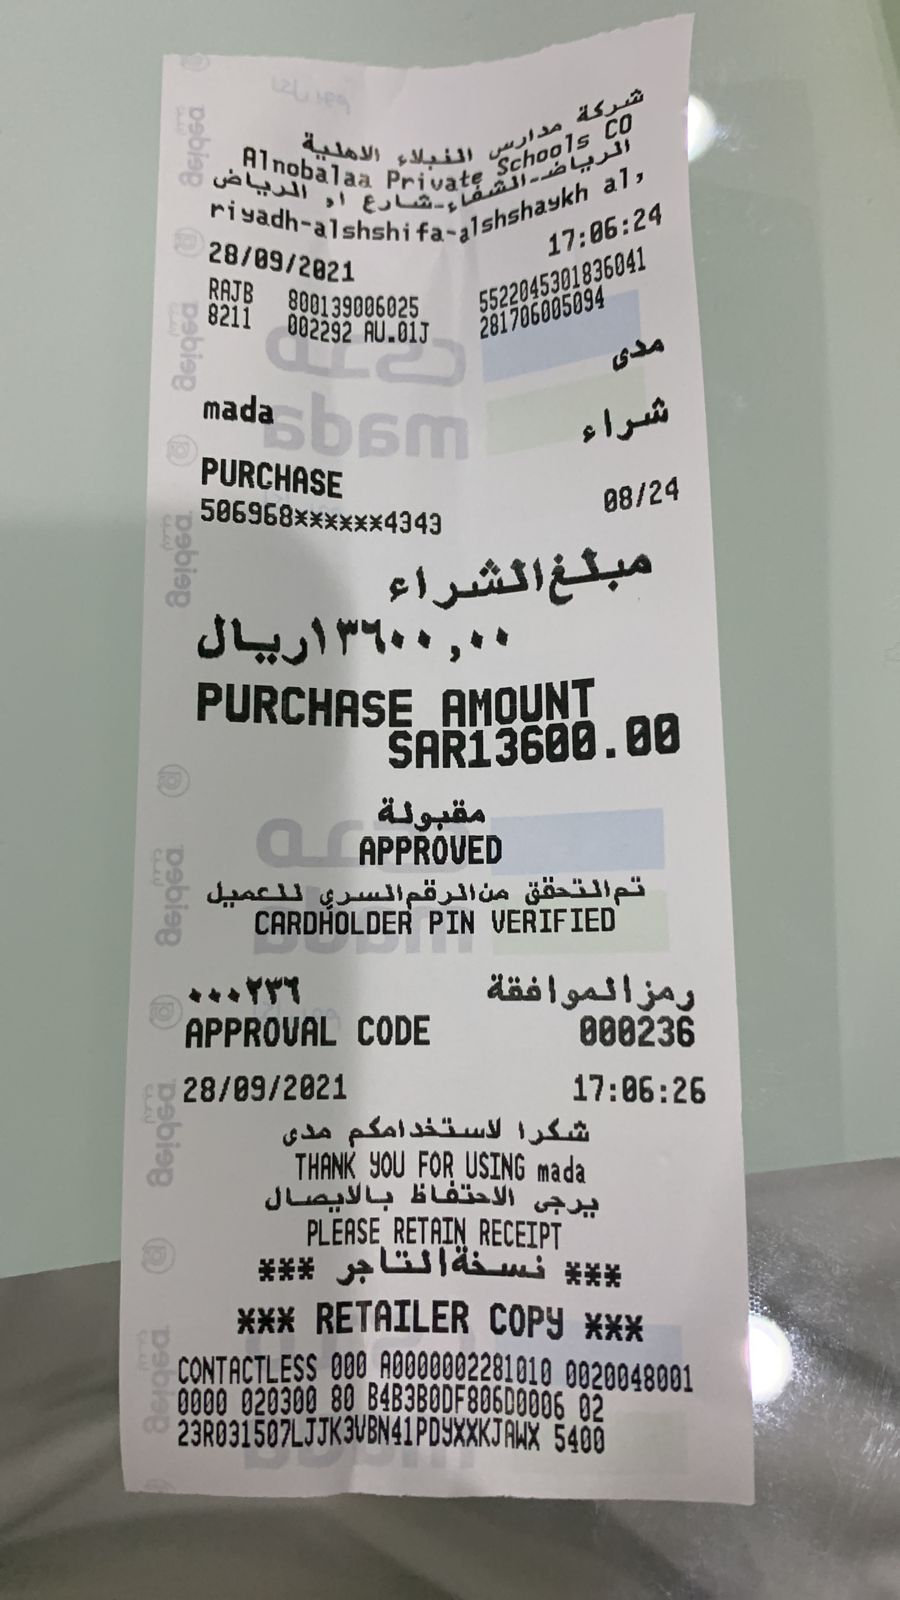 شركة مدارس النبلاء الاهلية
Alnobalaa Private Schools CO
الرياض-الشفاء-شارع ا, الرياض
riyadh-alshshifa-alshshaykh al,
28/09/2021 17:06:24
RAJB 800139006025 5522045301836041
8211 002292 AU.01J 281706005094
مدى
mada
شراء
PURCHASE
506968******4343 08/24
مبلغ الشراء
١٣٦٠٠,٠٠ ريال
PURCHASE AMOUNT
SAR13600.00
مقبولة
APPROVED
تم التحقق من الرقم السري للعميل
CARDHOLDER PIN VERIFIED
رمز الموافقة ٠٠٠٢٣٦
APPROVAL CODE 000236
28/09/2021 17:06:26
شكرا لاستخدامكم مدى
THANK YOU FOR USING mada
يرجى الاحتفاظ بالايصال
PLEASE RETAIN RECEIPT
*** نسخة التاجر ***
*** RETAILER COPY ***
CONTACTLESS 000 A0000002281010 0020048001
0000 020300 80 B4B3B0DF806D0006 02
23R031507LJJK3VBN41PDYXXKJAWX 5400
geidea
مدى
mada